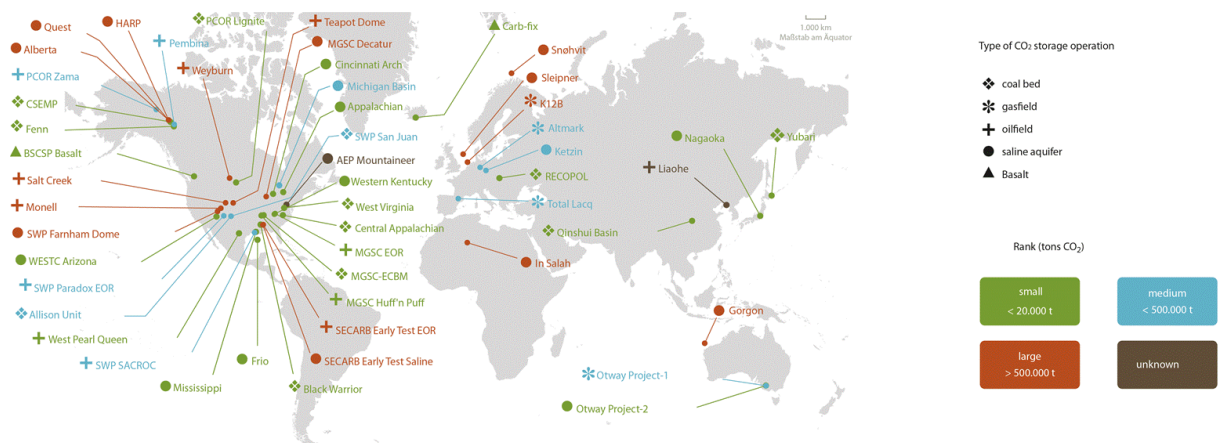 Quest
HARP
PCOR Lignite
Teapot Dome
Carb-fix
1.000 km
Maßstab am Äquator
Alberta
Pembina
MGSC Decatur
Snøhvit
Type of CO₂ storage operation
PCOR Zama
Weyburn
Cincinnati Arch
Sleipner
coal bed
CSEMP
Michigan Basin
K12B
gasfield
Fenn
Appalachian
Altmark
Nagaoka
Yubari
oilfield
BSCSP Basalt
SWP San Juan
Ketzin
saline aquifer
Salt Creek
AEP Mountaineer
RECOPOL
Liaohe
Basalt
Monell
Western Kentucky
Total Lacq
SWP Farnham Dome
West Virginia
Qinshui Basin
WESTC Arizona
Central Appalachian
Rank (tons CO₂)
SWP Paradox EOR
MGSC EOR
In Salah
Allison Unit
MGSC-ECBM
small
< 20.000 t
medium
< 500.000 t
West Pearl Queen
MGSC Huff'n Puff
Gorgon
SWP SACROC
SECARB Early Test EOR
large
> 500.000 t
unknown
Frio
SECARB Early Test Saline
Otway Project-1
Mississippi
Black Warrior
Otway Project-2